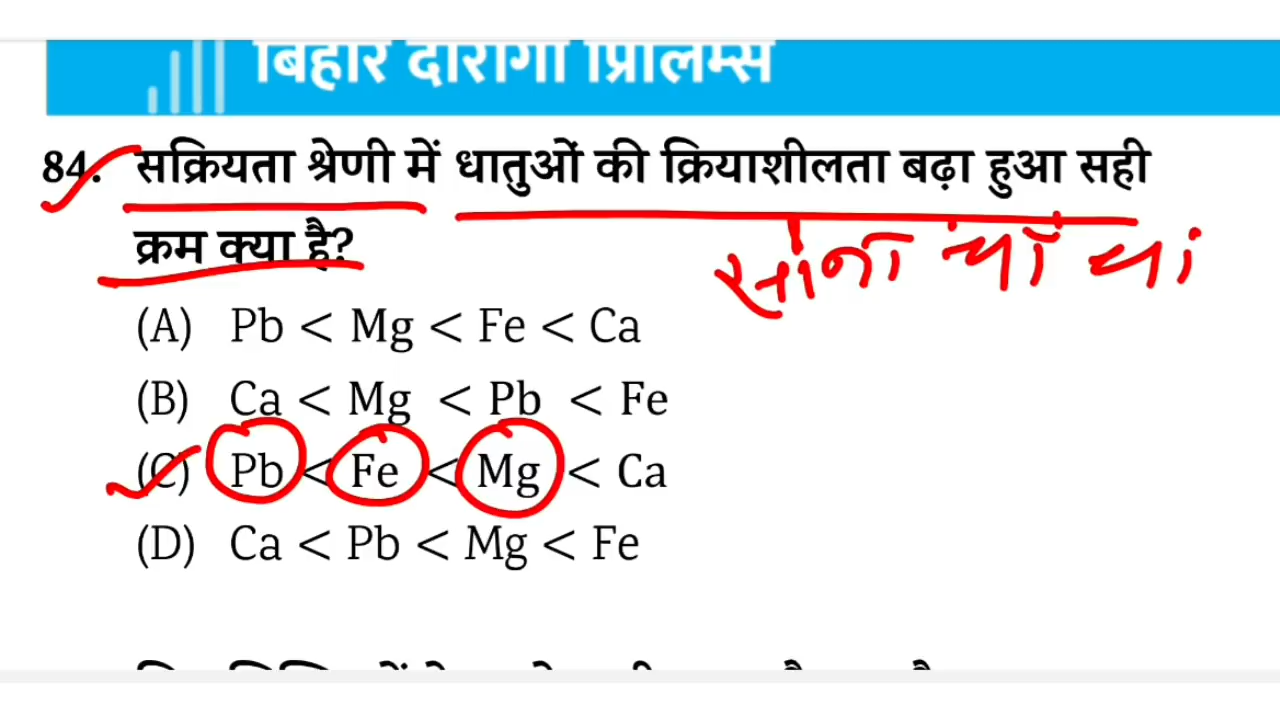 बिहार दारोगा प्रिलिम्स
84. सक्रियता श्रेणी में धातुओं की क्रियाशीलता बढ़ा हुआ सही
क्रम क्या है?
(A) Pb < Mg < Fe < Ca
(B) Ca < Mg < Pb < Fe
(C) Pb < Fe < Mg < Ca
(D) Ca < Pb < Mg < Fe